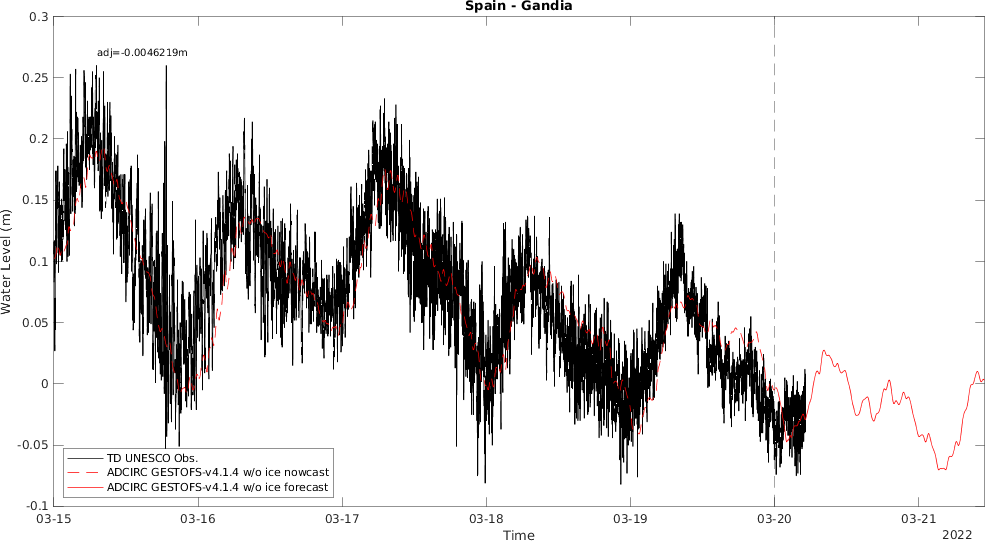 Spain - Gandia
adj=-0.0046219m
0.3
0.25
0.2
0.15
0.1
0.05
0
-0.05
-0.1
Water Level (m)
TD UNESCO Obs.
ADCIRC GESTOFS-v4.1.4 w/o ice nowcast
ADCIRC GESTOFS-v4.1.4 w/o ice forecast
03-15 03-16 03-17 03-18 03-19 03-20 03-21
Time
2022